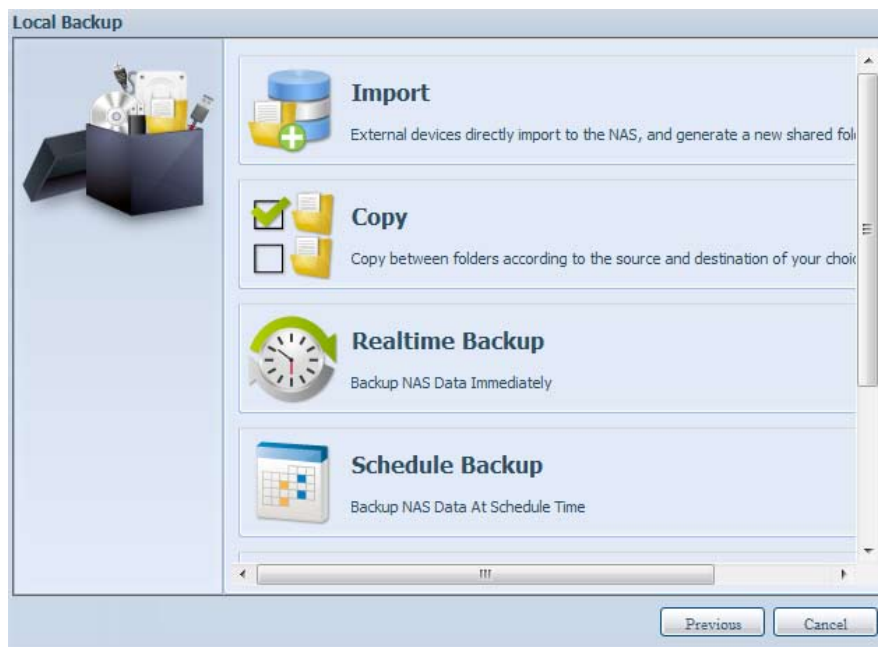 Local Backup
Import
External devices directly import to the NAS, and generate a new shared
Copy
Copy between folders according to the source and destination of your
Realtime Backup
Backup NAS Data Immediately
Schedule Backup
Backup NAS Data At Schedule Time
Previous
Cancel